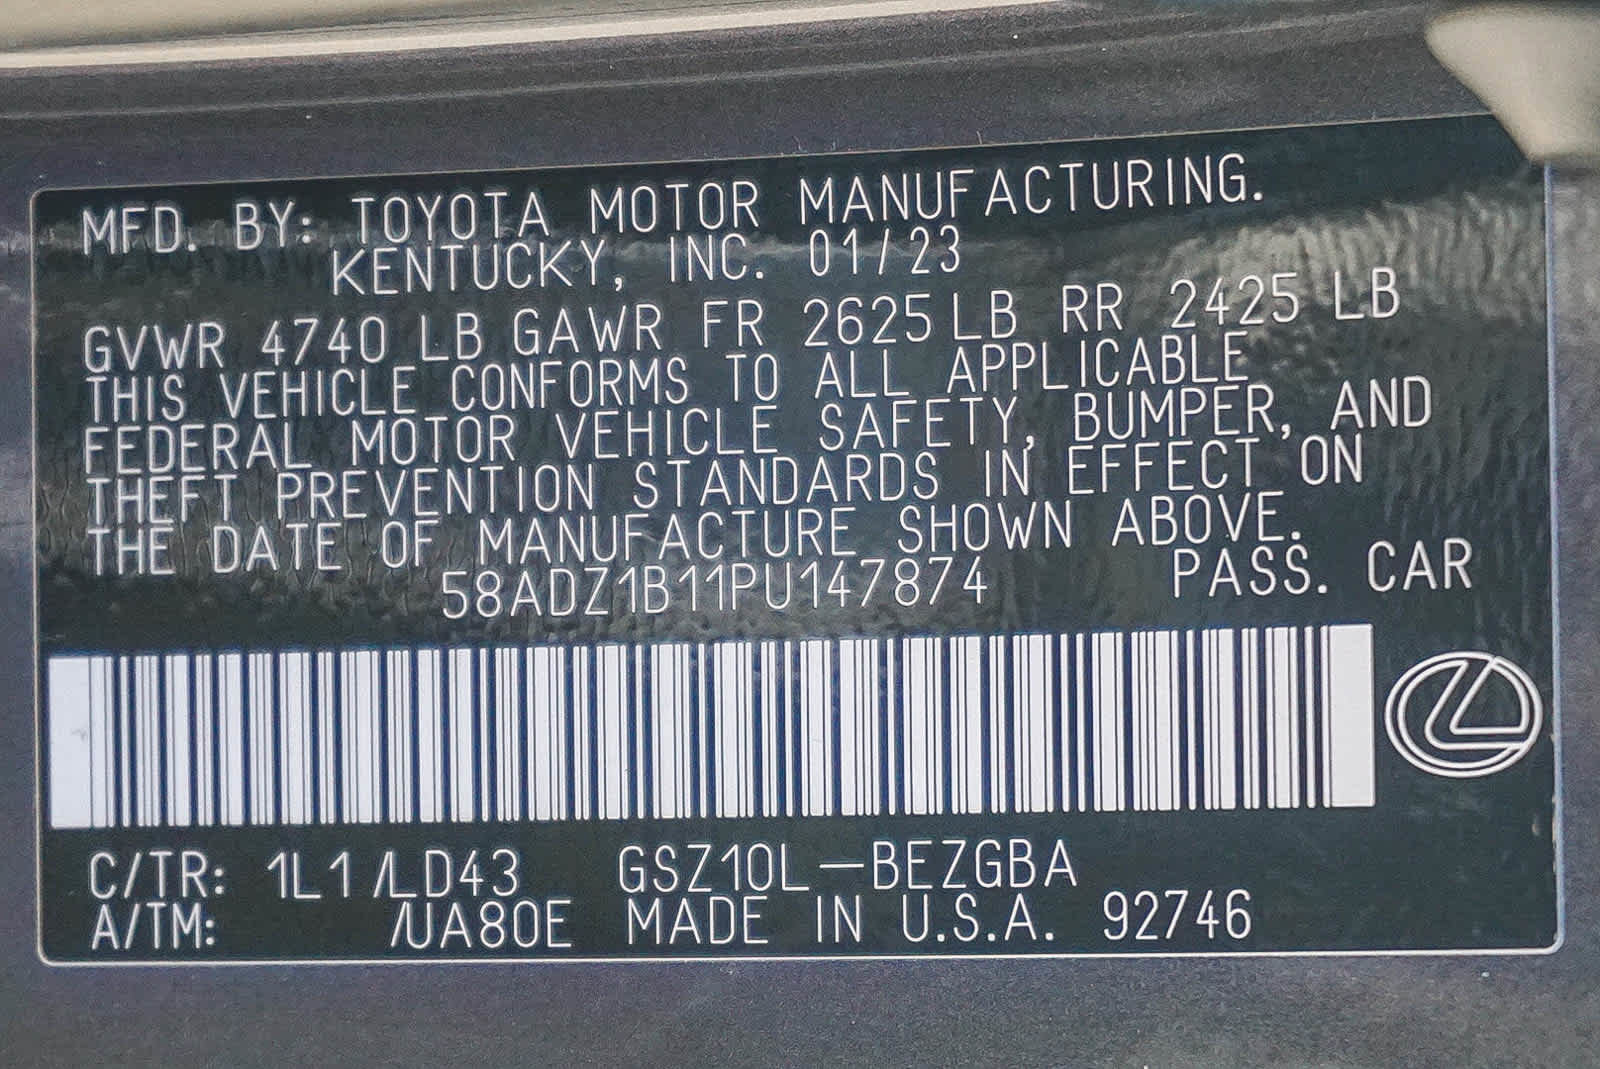 MFD. BY: TOYOTA MOTOR MANUFACTURING.
KENTUCKY, INC. 01/23
GVWR 4740 LB GAWR FR 2625 LB RR 2425 LB
THIS VEHICLE CONFORMS TO ALL APPLICABLE
FEDERAL MOTOR VEHICLE SAFETY, BUMPER, AND
THEFT PREVENTION STANDARDS IN EFFECT ON
THE DATE OF MANUFACTURE SHOWN ABOVE.
58ADZ1B11PU147874 PASS. CAR
C/TR: 1L1 /LD43 GSZ10L-BEZGBA
A/TM: /UA80E MADE IN U.S.A. 92746